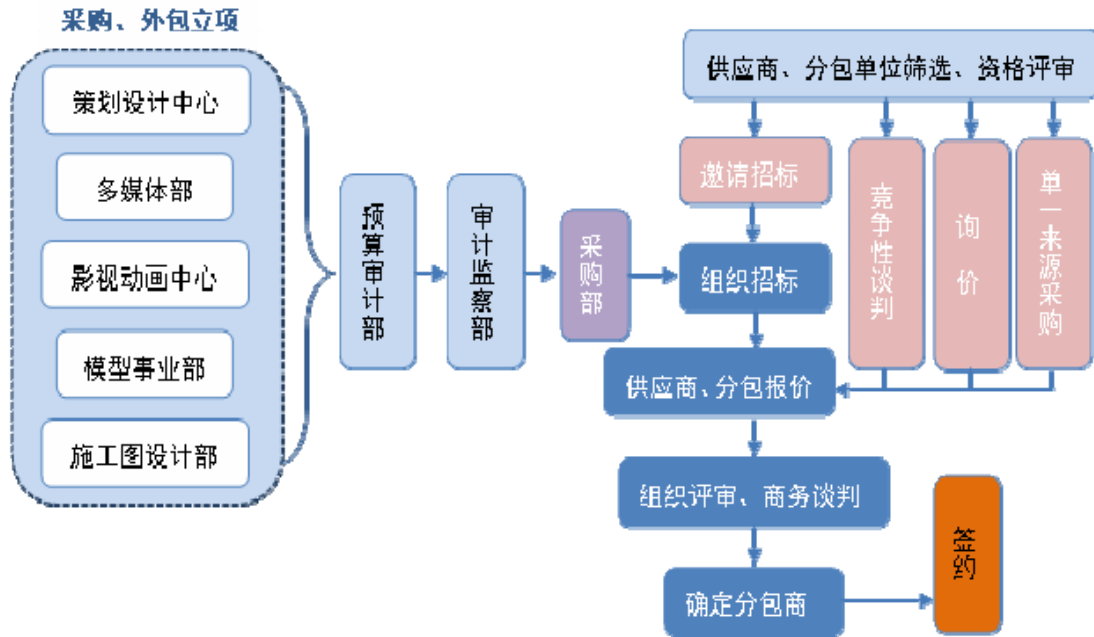 采购、外包立项
策划设计中心
多媒体部
影视动画中心
模型事业部
施工图设计部
预算审计部
审计监察部
采购部
供应商、分包单位筛选、资格评审
邀请招标
竞争性谈判
询价
单一来源采购
组织招标
供应商、分包报价
组织评审、商务谈判
确定分包商
签约